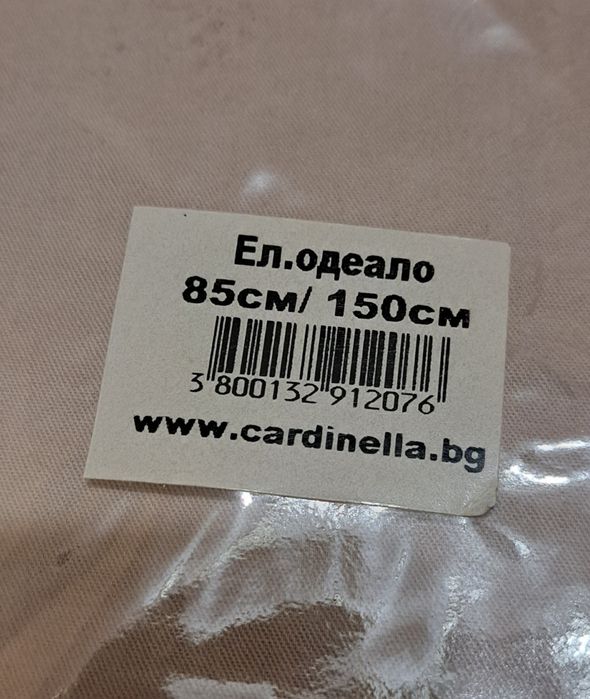 Ел.одеало
85см/ 150см
3 800132 912076
www.cardinella.bg